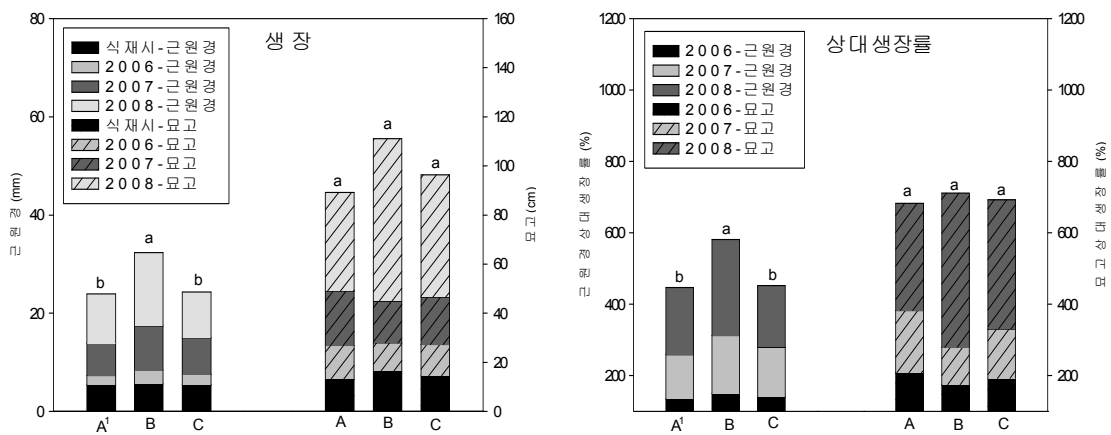 생 장
80
60
40
20
0
근 원 경 (mm)
식재시-근원경
2006-근원경
2007-근원경
2008-근원경
식재시-묘고
2006-묘고
2007-묘고
2008-묘고
b
a
b
a
a
a
A¹
B
C
A
B
C
160
140
120
100
80
60
40
20
0
묘고 (cm)
상대생장률
1200
1000
800
600
400
200
근 원 경 상 대 생 장 률 (%)
2006-근원경
2007-근원경
2008-근원경
2006-묘고
2007-묘고
2008-묘고
b
a
b
a
a
a
A¹
B
C
A
B
C
1200
1000
800
600
400
200
묘 고 상 대 생 장 률 (%)